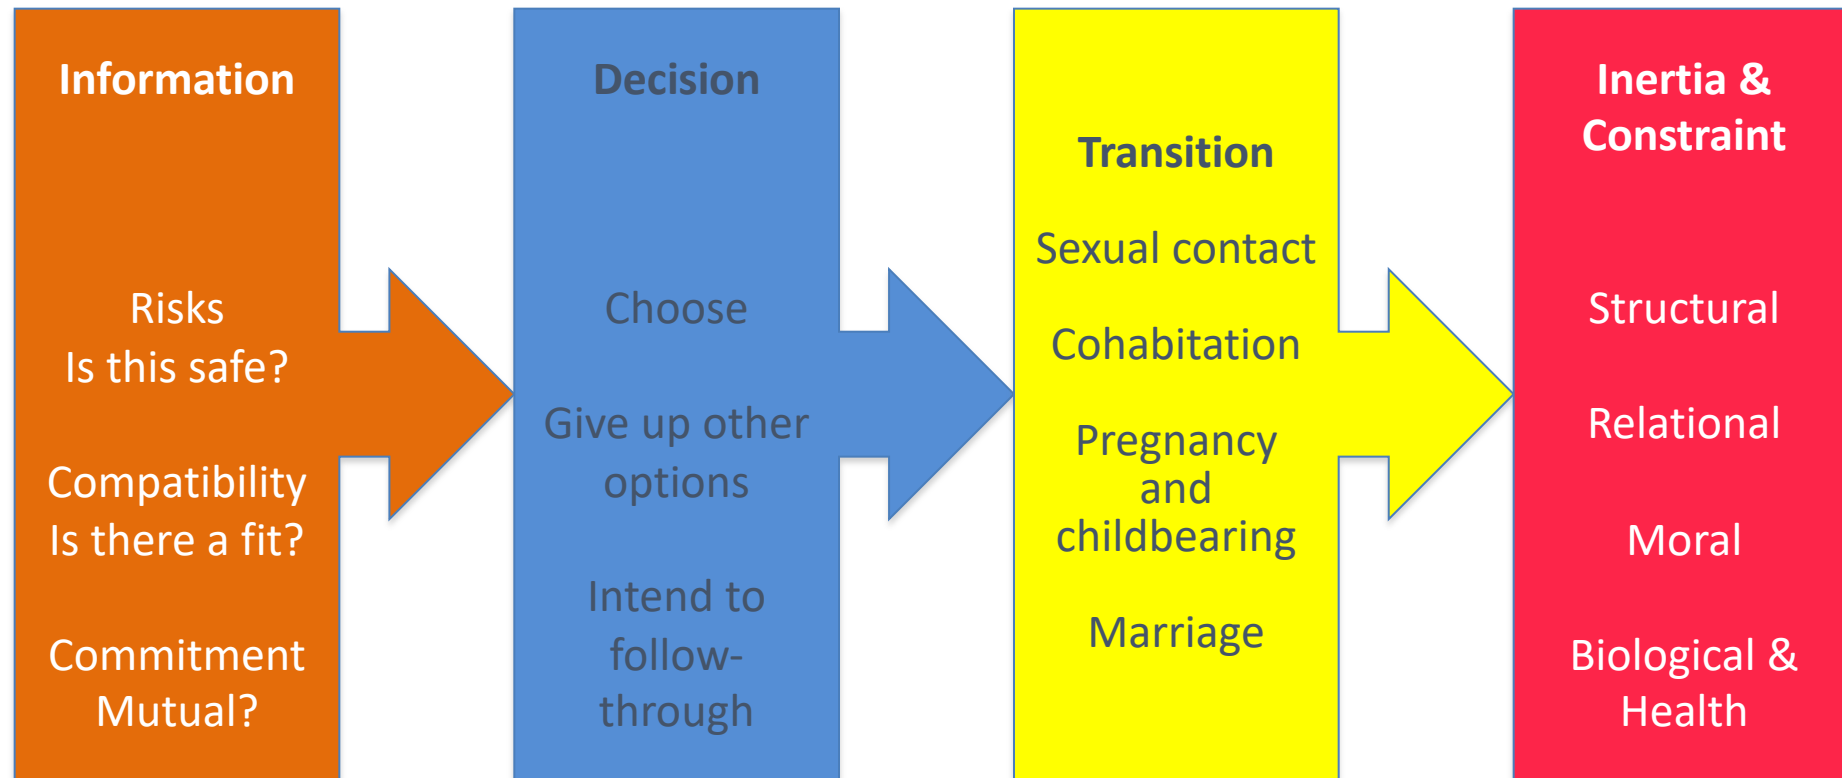 Information
Risks
Is this safe?
Compatibility
Is there a fit?
Commitment
Mutual?
Decision
Choose
Give up other
options
Intend to
follow-
through
Transition
Sexual contact
Cohabitation
Pregnancy
and
childbearing
Marriage
Inertia &
Constraint
Structural
Relational
Moral
Biological &
Health